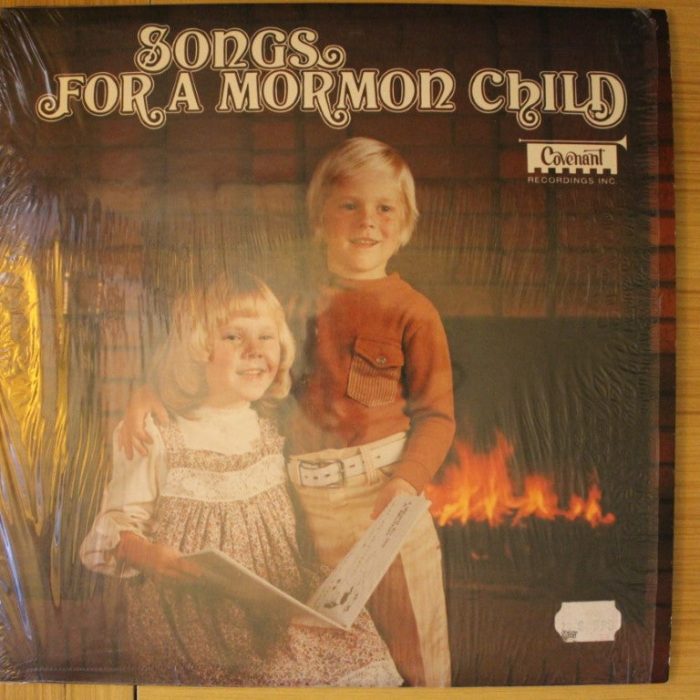 SONGS
FOR A MORMON CHILD
Covenant
RECORDINGS INC